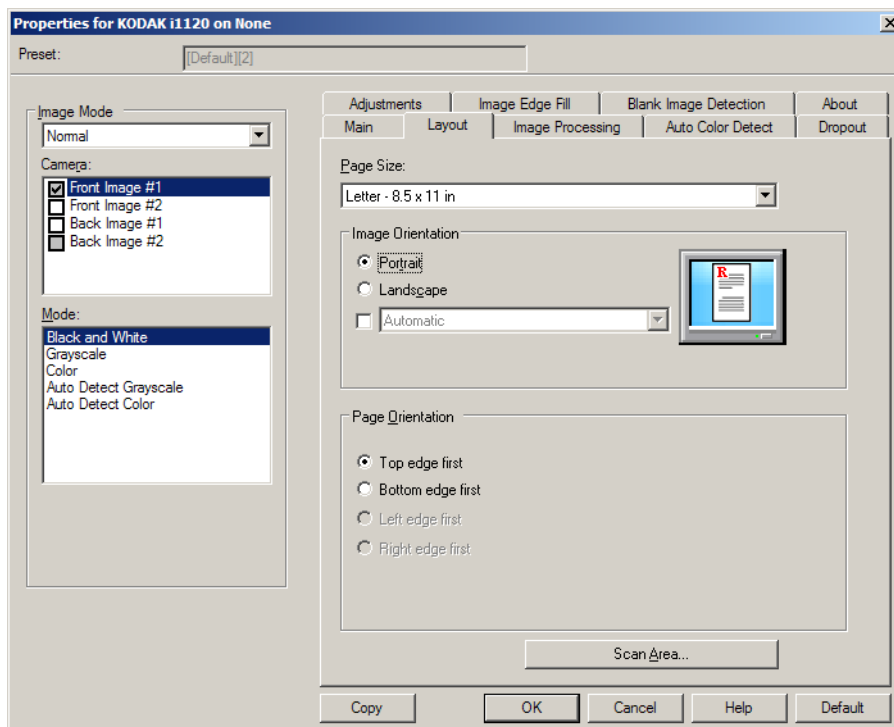 Properties for KODAK i1120 on None
Preset:
[Default][2]
Image Mode
Normal
Camera:
Front Image #1
Front Image #2
Back Image #1
Back Image #2
Mode:
Black and White
Grayscale
Color
Auto Detect Grayscale
Auto Detect Color
Adjustments
Image Edge Fill
Blank Image Detection
About
Main
Layout
Image Processing
Auto Color Detect
Dropout
Page Size:
Letter - 8.5 x 11 in
Image Orientation
Portrait
Landscape
Automatic
R
Page Orientation
Top edge first
Bottom edge first
Left edge first
Right edge first
Scan Area...
Copy
OK
Cancel
Help
Default